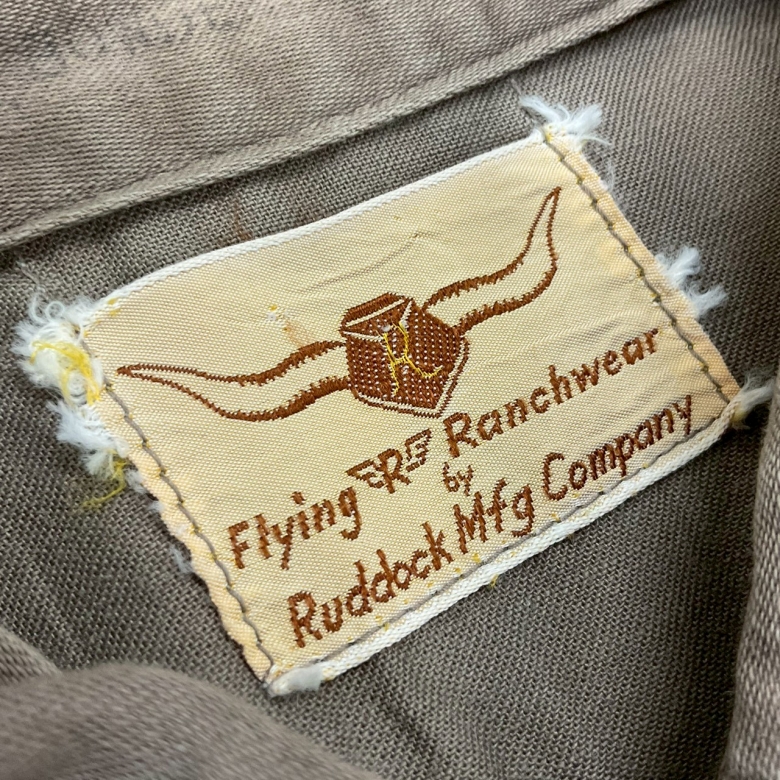 R
Flying R Ranchwear
by
Ruddock Mfg Company